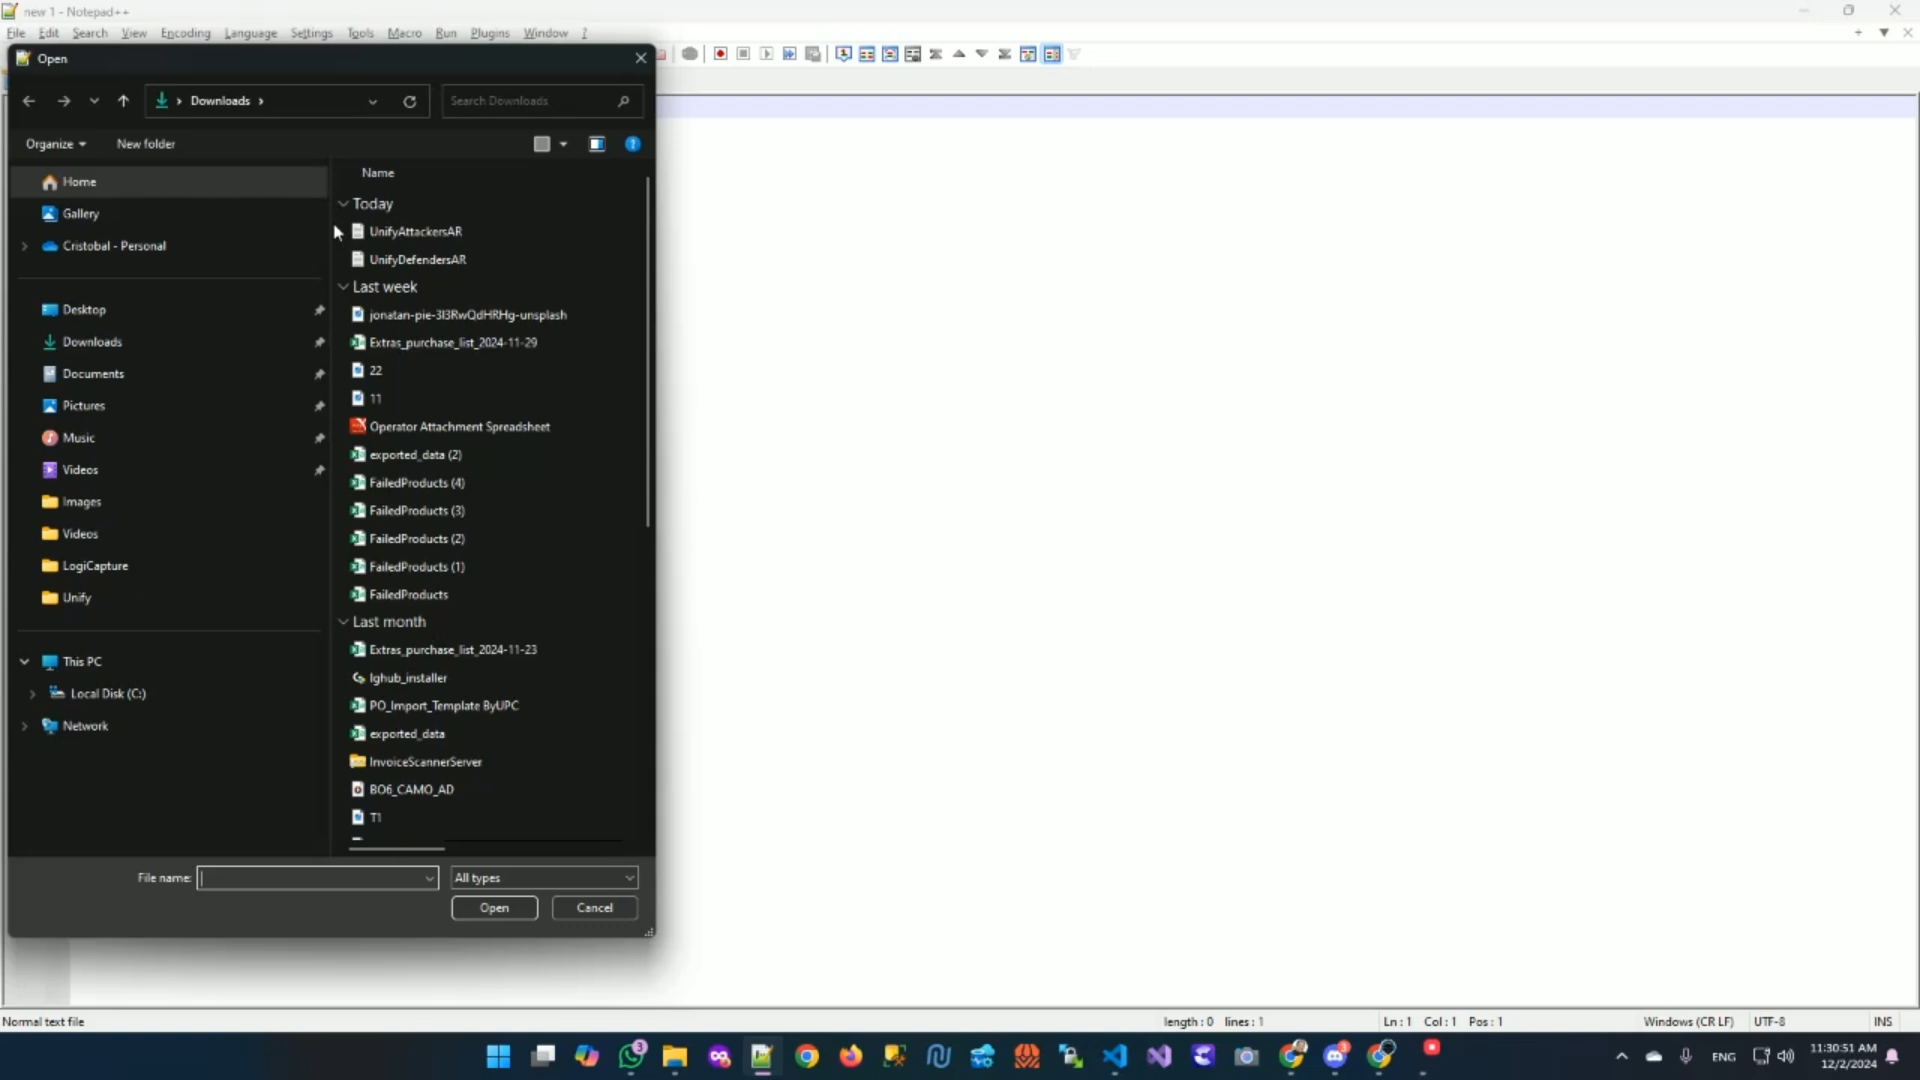 new 1 - Notepad++
File Edit Search View Encoding Language Settings Tools Macro Run Plugins Window ?
Open
Downloads
Search Downloads
Organize
New folder
Home
Gallery
Cristobal - Personal
Desktop
Downloads
Documents
Pictures
Music
Videos
Images
Videos
LogiCapture
Unify
This PC
Local Disk (C:)
Network
Name
Today
UnifyAttackersAR
UnifyDefendersAR
Last week
jonatan-pie-3l3RwQdHRHg-unsplash
Extras_purchase_list_2024-11-29
22
11
Operator Attachment Spreadsheet
exported_data (2)
FailedProducts (4)
FailedProducts (3)
FailedProducts (2)
FailedProducts (1)
FailedProducts
Last month
Extras_purchase_list_2024-11-23
lghub_installer
PO_Import_Template ByUPC
exported_data
InvoiceScannerServer
BO6_CAMO_AD
T1
File name:
All types
Open
Cancel
Normal text file
length : 0 lines : 1
Ln : 1 Col : 1 Pos : 1
Windows (CR LF)
UTF-8
INS
3
ENG
11:30:51 AM
12/2/2024